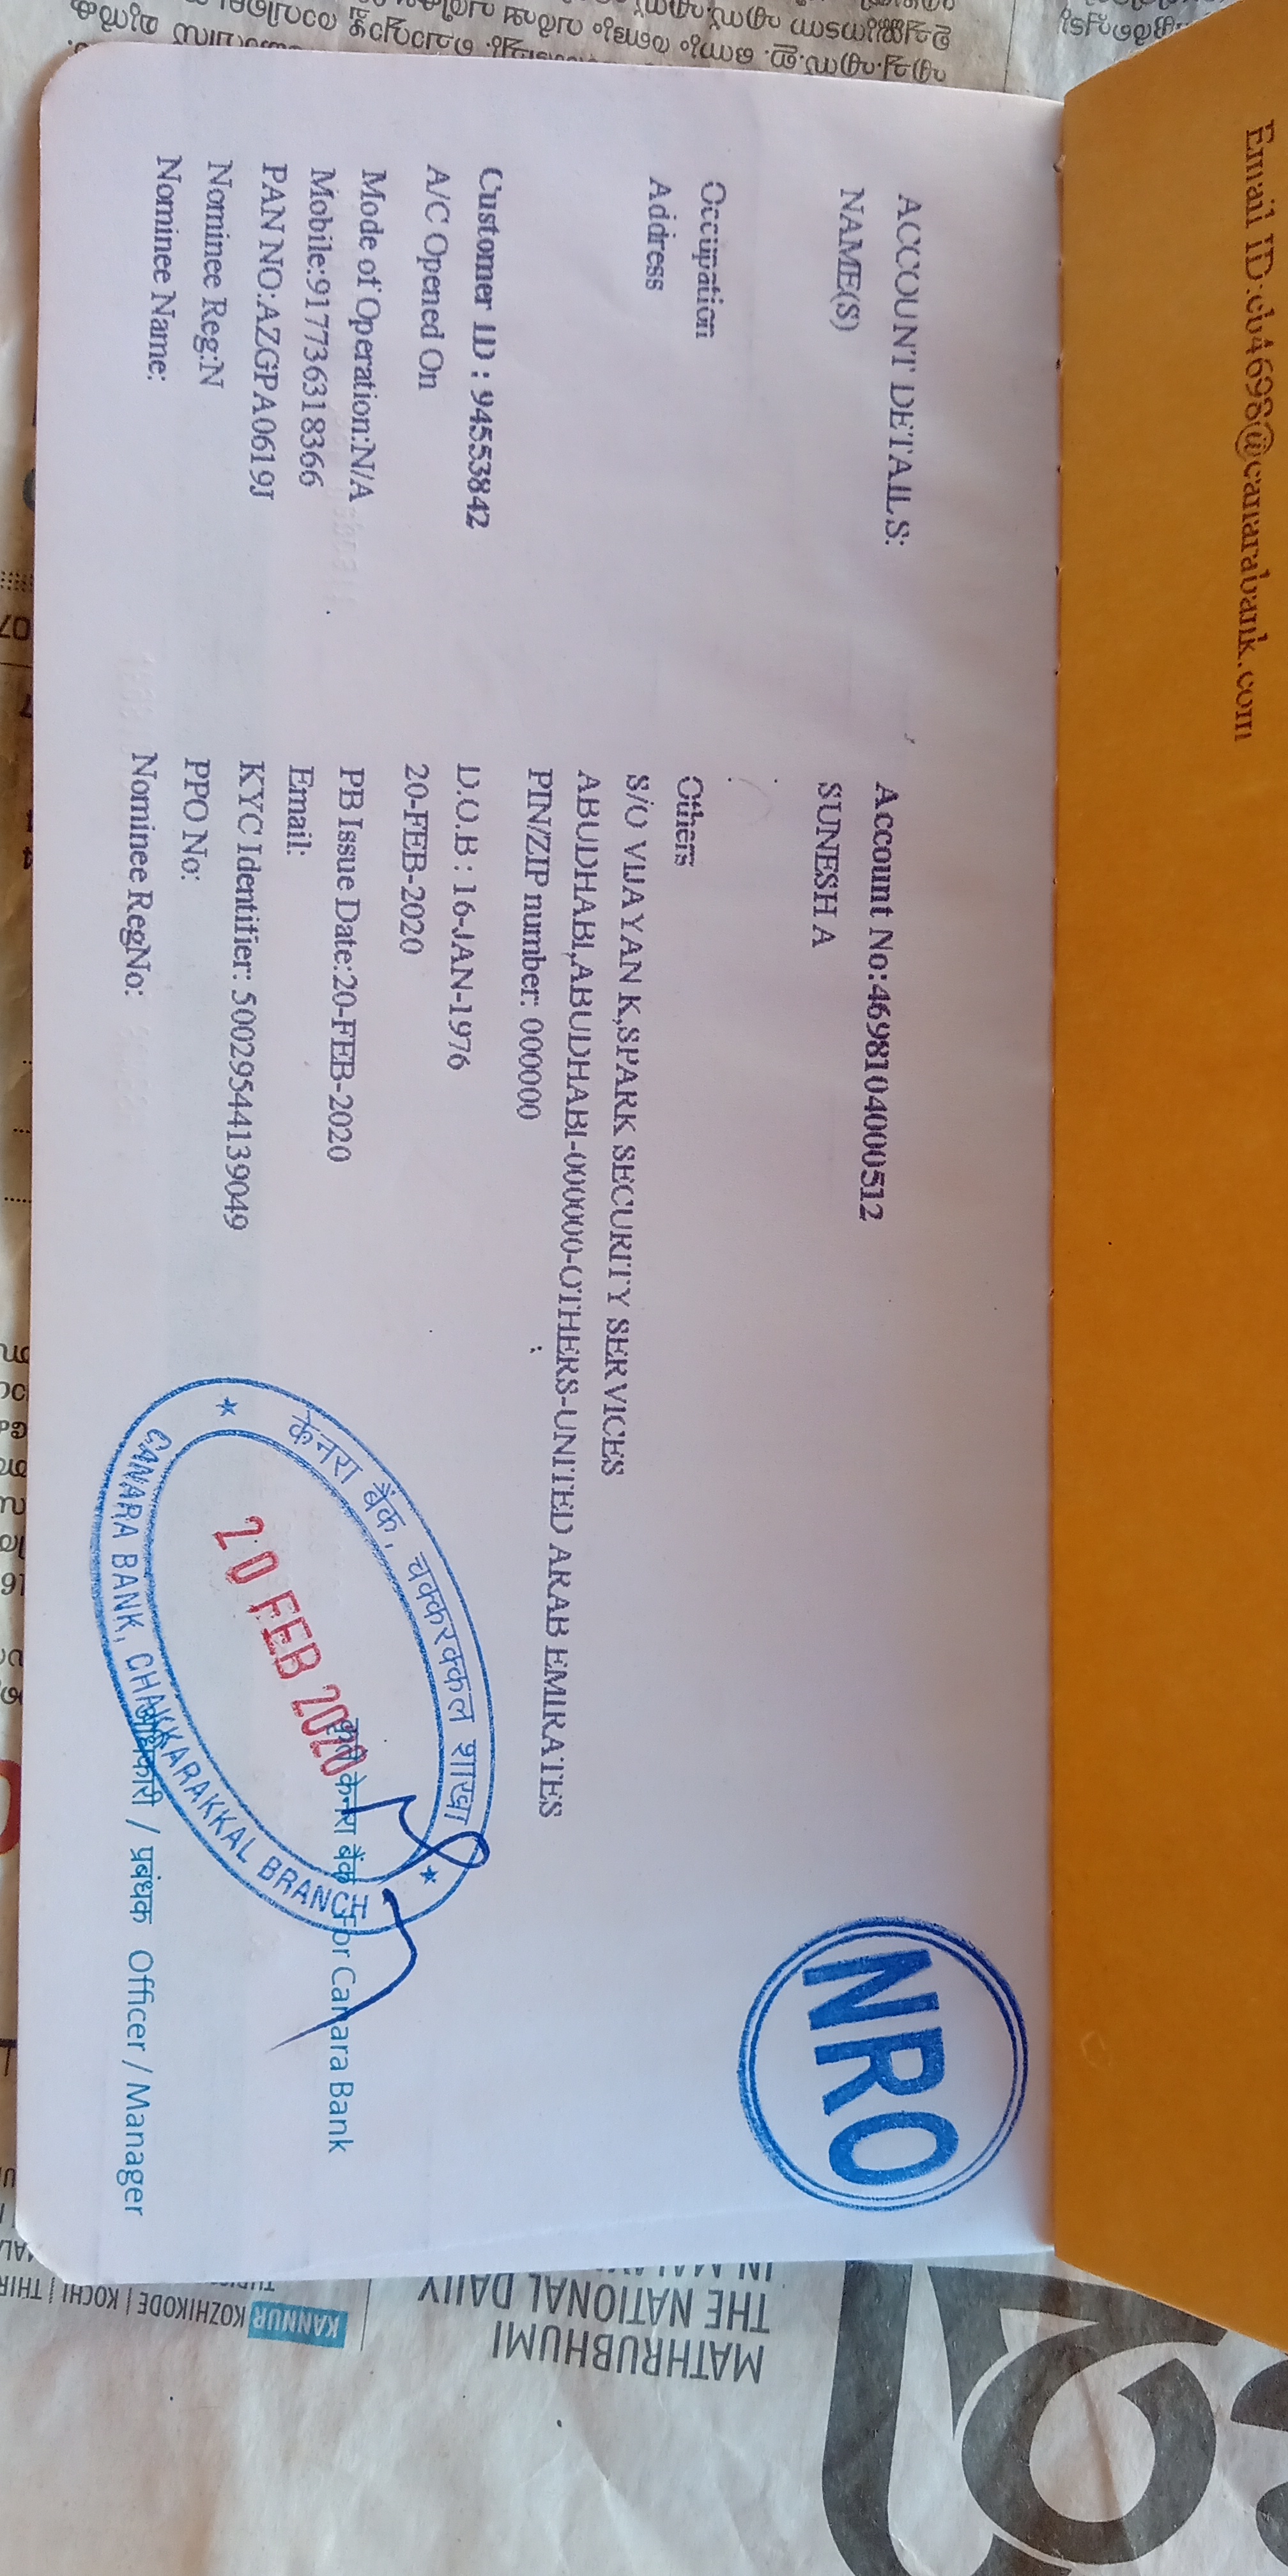 Email ID:cb4698@canarabank.com
ACCOUNT DETAILS: Account No:4698104000512
NAME(S) SUNESH A
Occupation Others
Address S/O VIJAYAN K,SPARK SECURITY SERVICES
ABUDHABI,ABUDHABI-000000-OTHERS-UNITED ARAB EMIRATES
PIN/ZIP number: 000000
Customer ID : 94553842 D.O.B : 16-JAN-1976
A/C Opened On 20-FEB-2020
Mode of Operation:N/A PB Issue Date:20-FEB-2020
Mobile:917736318366 Email:
PAN NO:AZGPA0619J KYC Identifier: 50029544139049
Nominee Reg:N PPO No:
Nominee Name: Nominee RegNo:
NRO
केनरा बैंक, चक्करक्कल शाखा
20 FEB 2020
CANARA BANK, CHAKKARAKKAL BRANCH
कृते केनरा बैंक For Canara Bank
अधिकारी / प्रबंधक Officer / Manager
MATHRUBHUMI
THE NATIONAL DAILY
KANNUR KOZHIKODE | KOCHI |